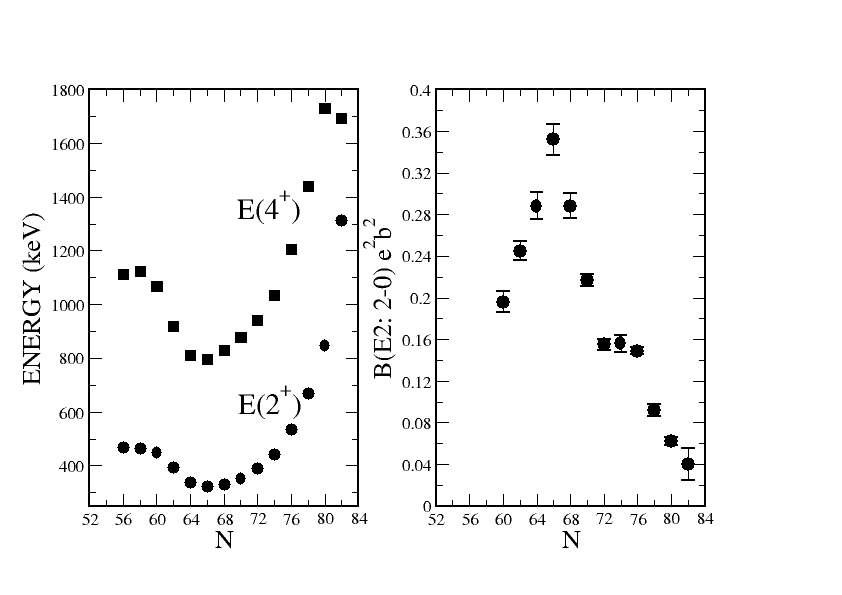 1800
1600
1400
1200
1000
800
600
400
ENERGY (keV)
E(4⁺)
E(2⁺)
52 56 60 64 68 72 76 80 84
N
0.4
0.36
0.32
0.28
0.24
0.2
0.16
0.12
0.08
0.04
0
B(E2: 2-0) e²b²
52 56 60 64 68 72 76 80 84
N